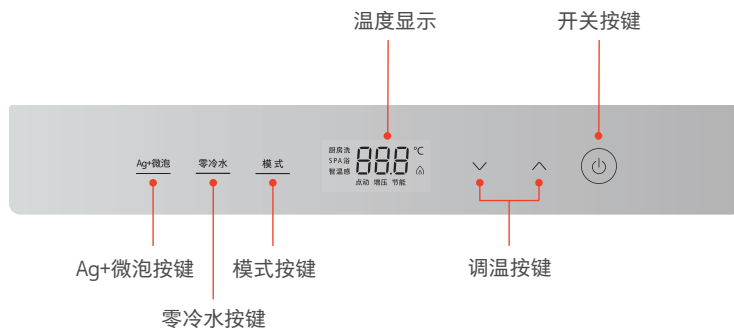 温度显示
开关按键
Ag+微泡
零冷水
模式
厨房洗
SPA浴
智温感
88.8
℃
点动 增压 节能
Ag+微泡按键
模式按键
调温按键
零冷水按键